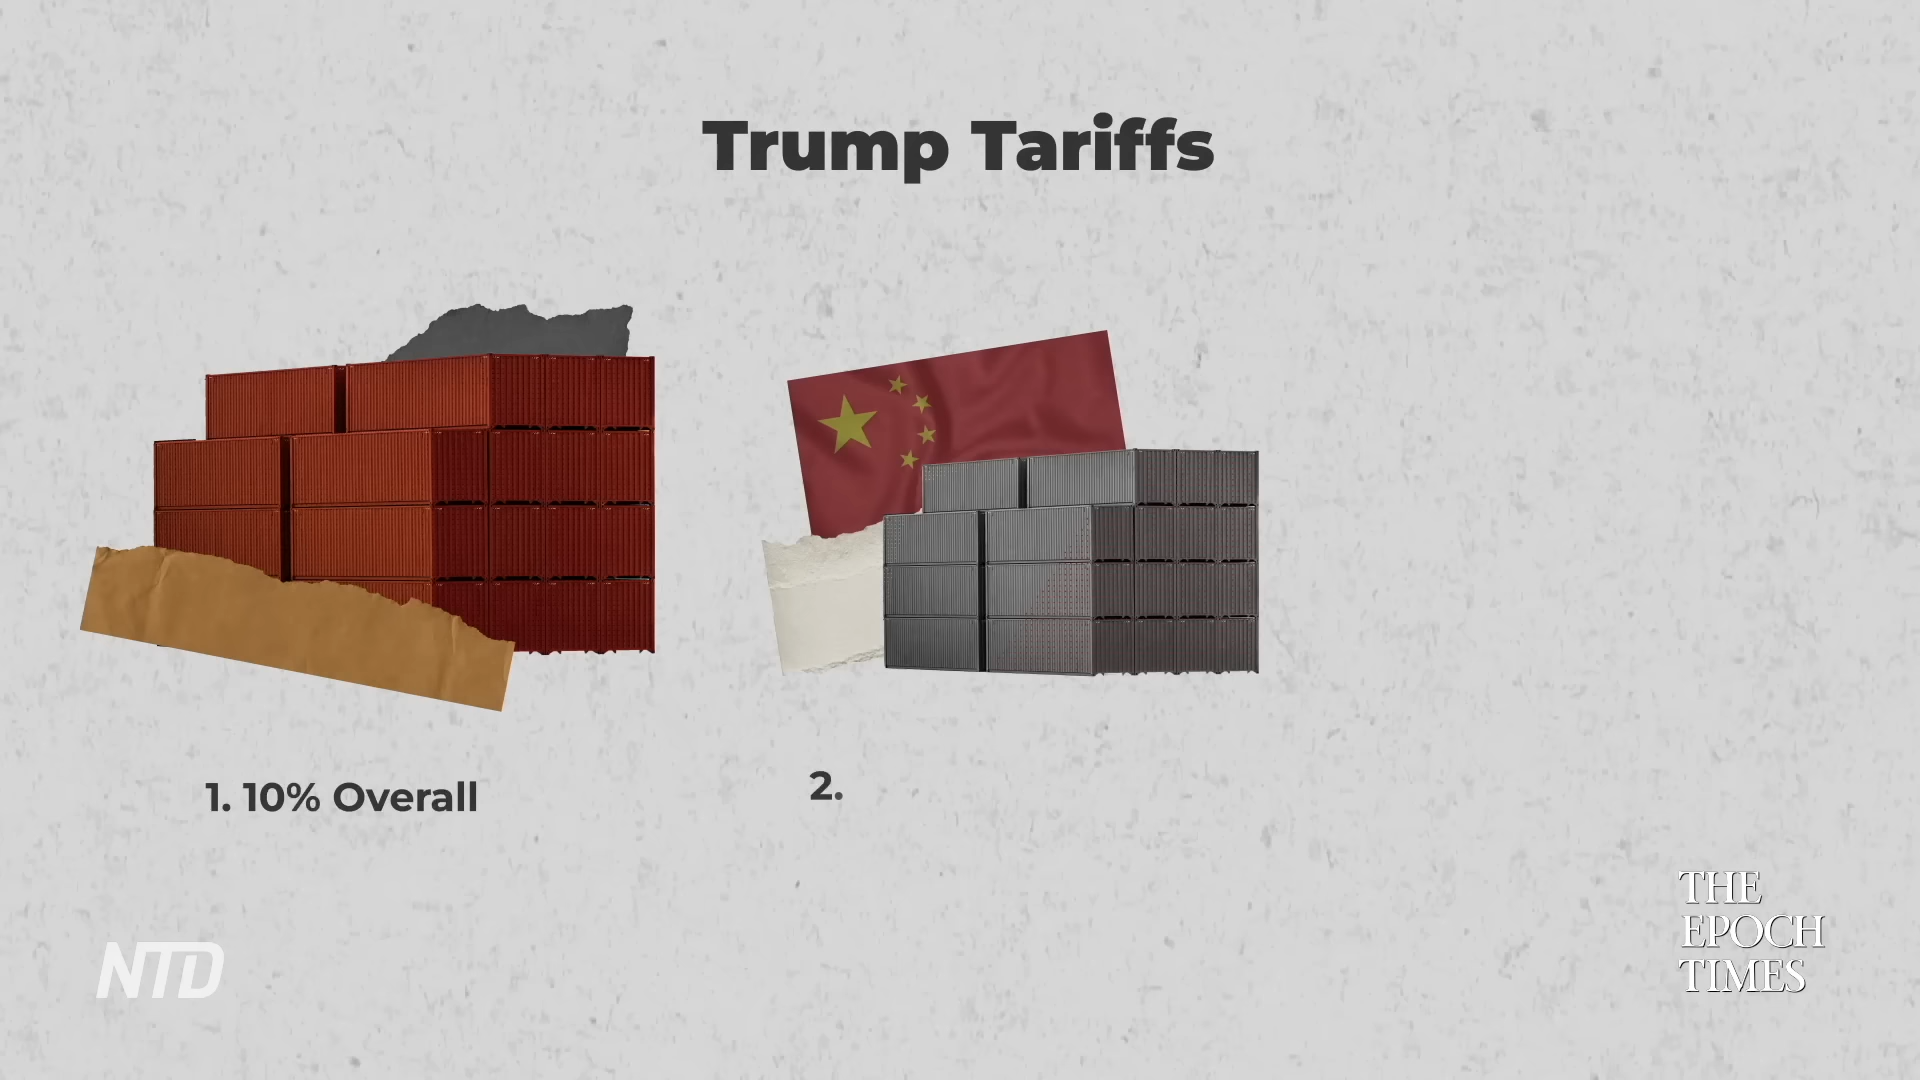 Trump Tariffs
1. 10% Overall
2.
NTD
THE
EPOCH
TIMES